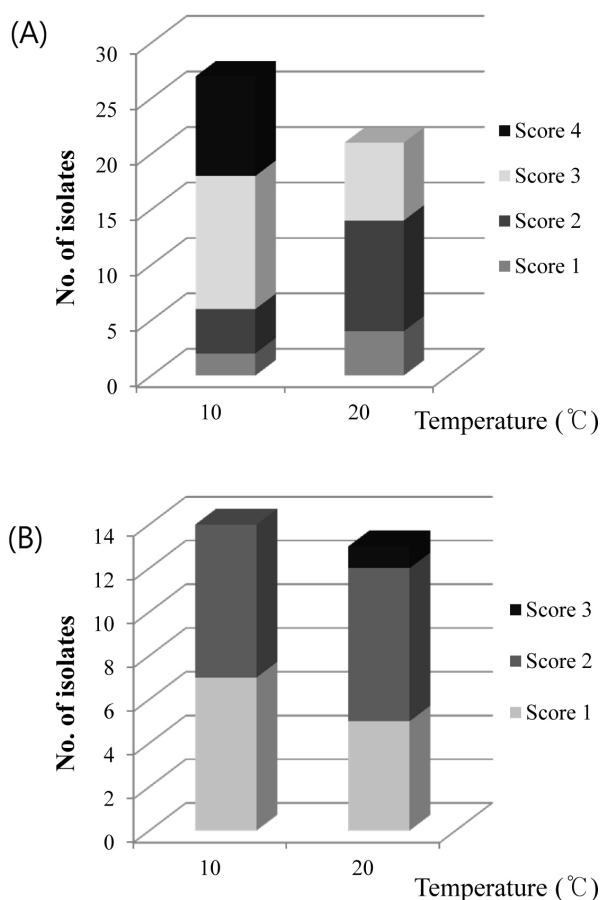 (A)
30
25
20
15
10
5
0
No. of isolates
10
20
Temperature (℃)
Score 4
Score 3
Score 2
Score 1
(B)
14
12
10
8
6
4
2
0
No. of isolates
10
20
Temperature (℃)
Score 3
Score 2
Score 1